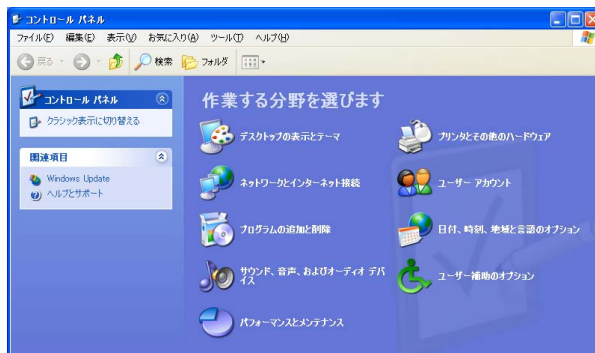 コントロール パネル
ファイル(F) 編集(E) 表示(V) お気に入り(A) ツール(T) ヘルプ(H)
戻る 検索 フォルダ
コントロール パネル
クラシック表示に切り替える
関連項目
Windows Update
ヘルプとサポート
作業する分野を選びます
デスクトップの表示とテーマ
プリンタとその他のハードウェア
ネットワークとインターネット接続
ユーザー アカウント
プログラムの追加と削除
日付、時刻、地域と言語のオプション
サウンド、音声、およびオーディオ デバ
イス
ユーザー補助のオプション
パフォーマンスとメンテナンス